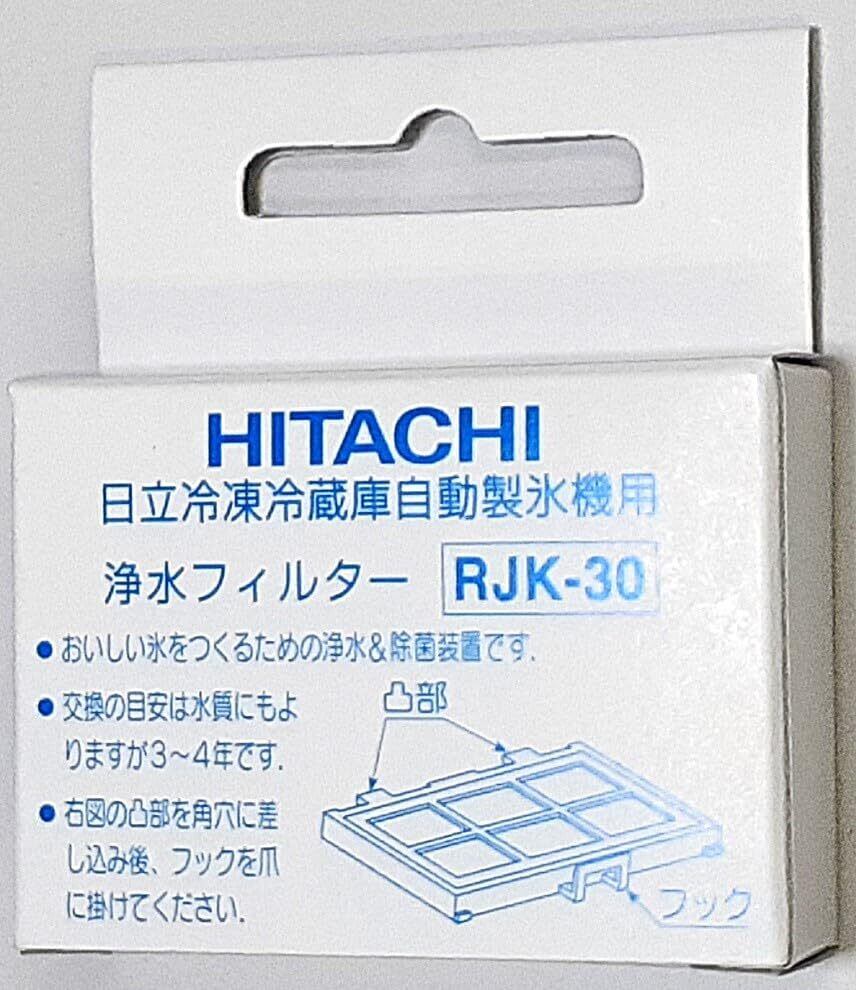 HITACHI
日立冷凍冷蔵庫自動製氷機用
浄水フィルター RJK-30
● おいしい氷をつくるための浄水&除菌装置です.
● 交換の目安は水質にもよ
りますが3〜4年です.
● 右図の凸部を角穴に差
し込み後、フックを爪
に掛けてください.
凸部
フック